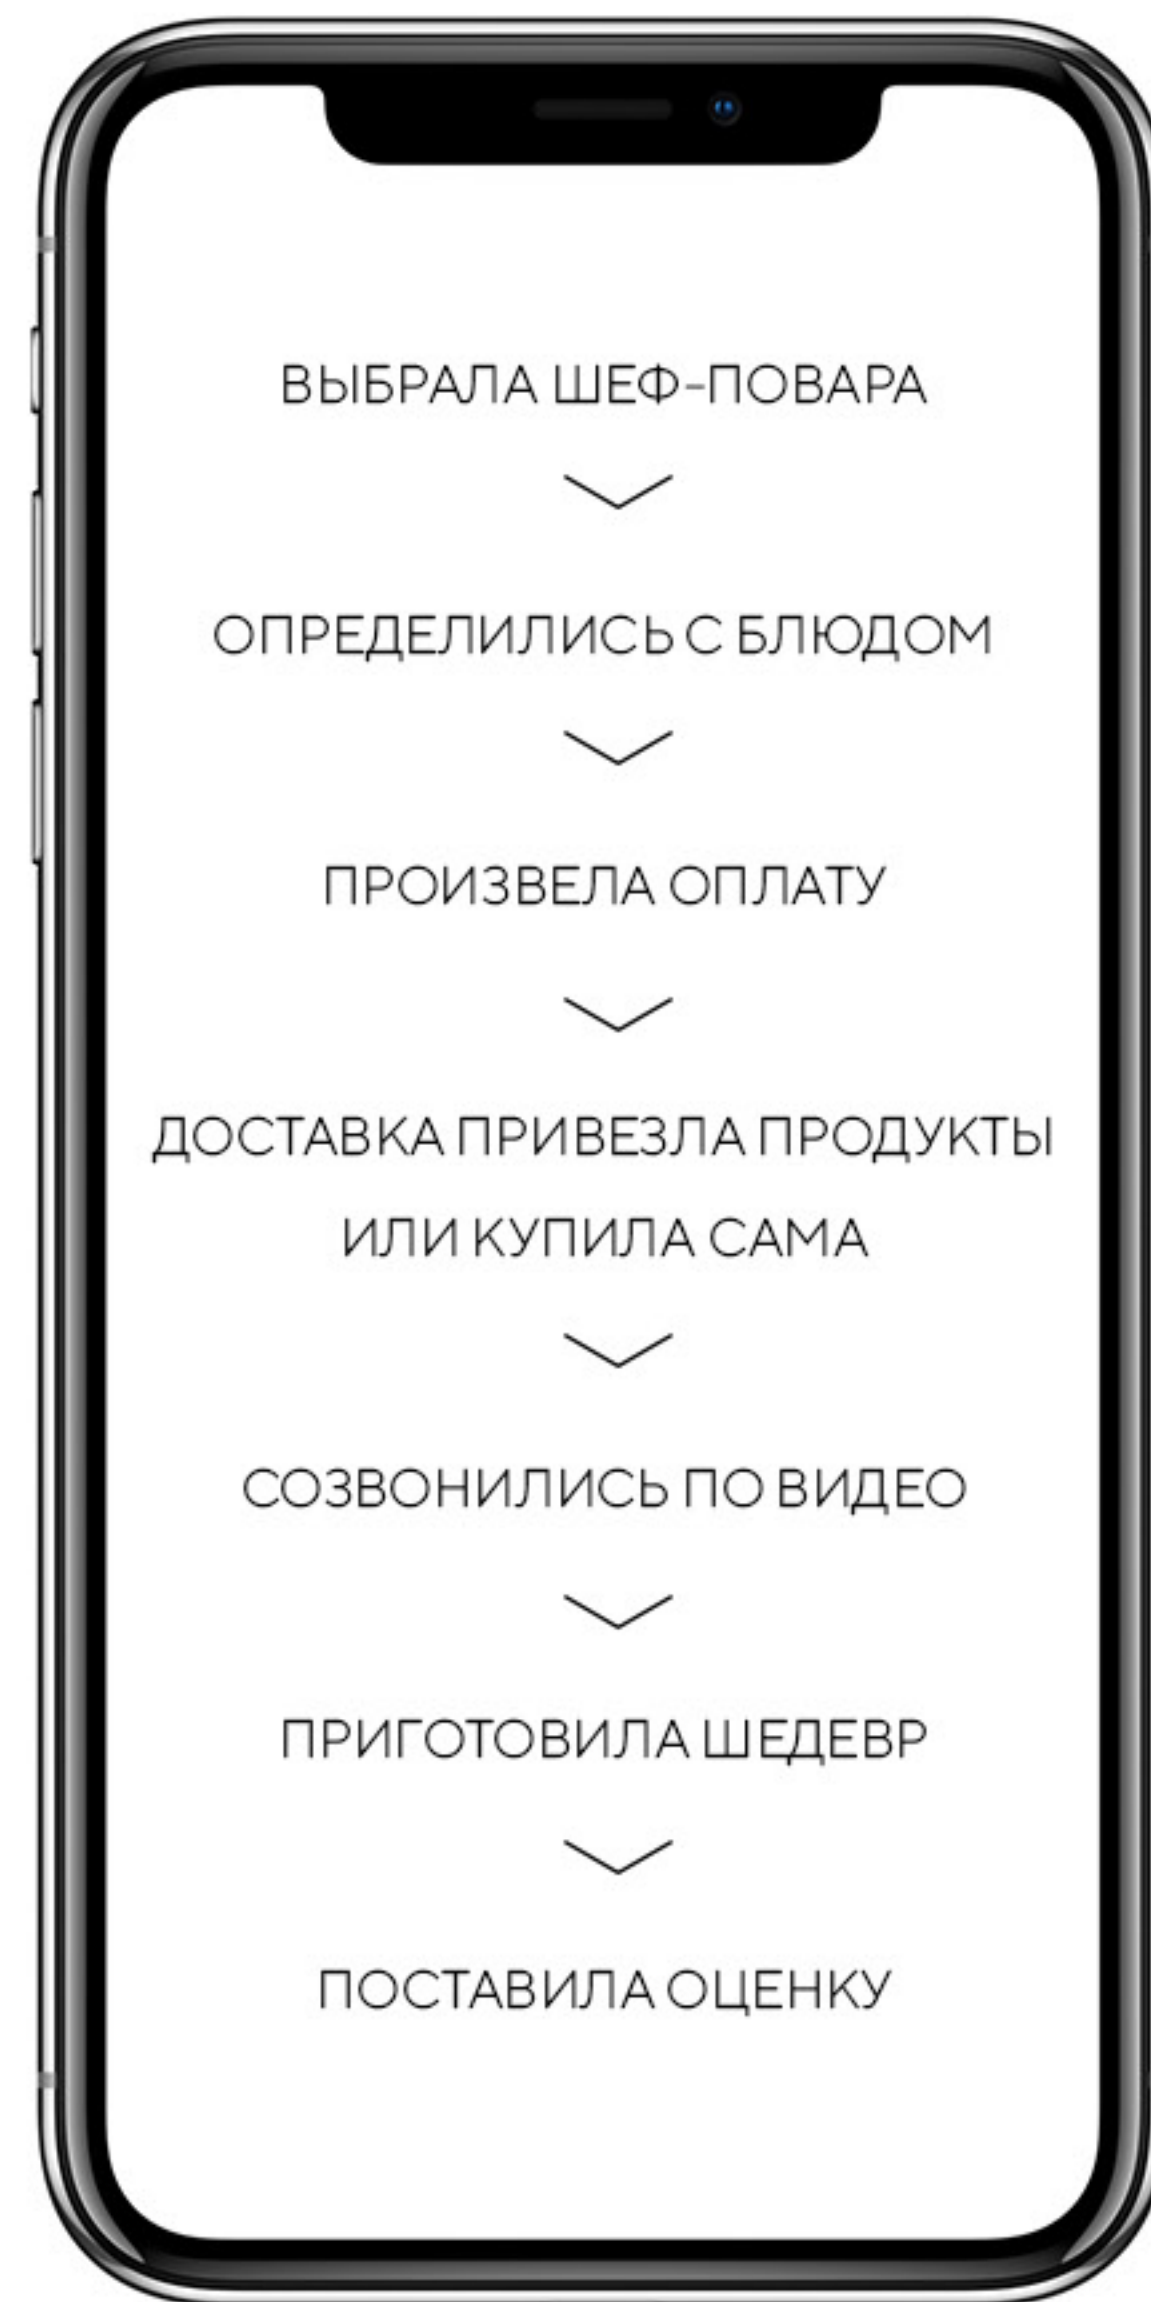 ВЫБРАЛА ШЕФ-ПОВАРА
ОПРЕДЕЛИЛИСЬ С БЛЮДОМ
ПРОИЗВЕЛА ОПЛАТУ
ДОСТАВКА ПРИВЕЗЛА ПРОДУКТЫ
ИЛИ КУПИЛА САМА
СОЗВОНИЛИСЬ ПО ВИДЕО
ПРИГОТОВИЛА ШЕДЕВР
ПОСТАВИЛА ОЦЕНКУ